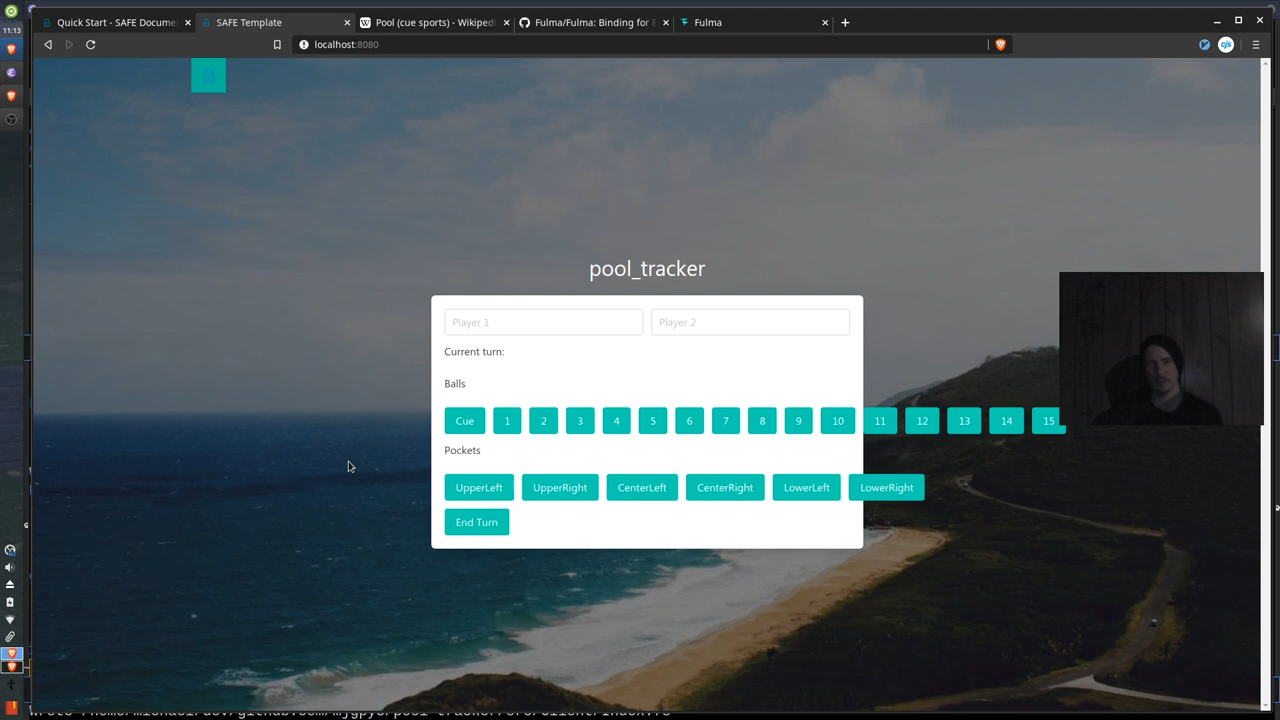 Quick Start - SAFE Docume
SAFE Template
Pool (cue sports) - Wikiped
Fulma/Fulma: Binding for
Fulma
11:13
localhost:8080
cjs
pool_tracker
Player 1
Player 2
Current turn:
Balls
Cue 1 2 3 4 5 6 7 8 9 10 11 12 13 14 15
Pockets
UpperLeft UpperRight CenterLeft CenterRight LowerLeft LowerRight
End Turn